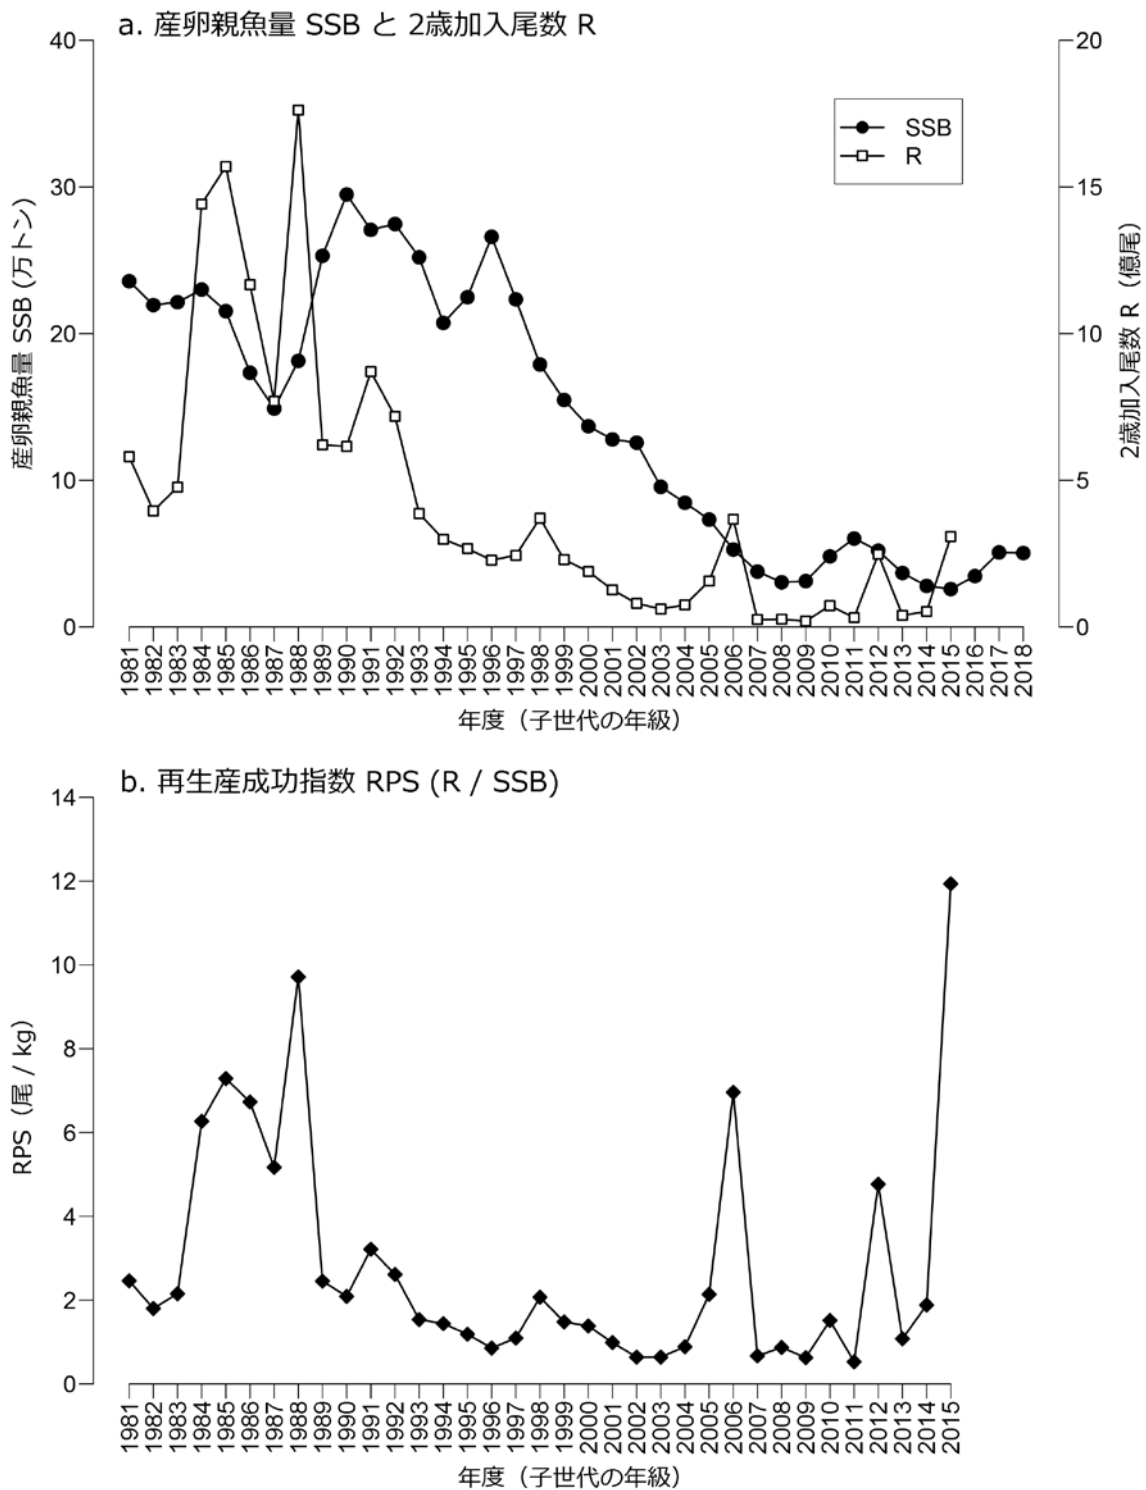 a. 産卵親魚量 SSB と 2歳加入尾数 R
40
30
20
10
0
産卵親魚量 SSB (万トン)
SSB
R
20
15
10
5
0
2歳加入尾数 R (億尾)
1981 1982 1983 1984 1985 1986 1987 1988 1989 1990 1991 1992 1993 1994 1995 1996 1997 1998 1999 2000 2001 2002 2003 2004 2005 2006 2007 2008 2009 2010 2011 2012 2013 2014 2015 2016 2017 2018
年度（子世代の年級）
b. 再生産成功指数 RPS (R / SSB)
14
12
10
8
6
4
2
0
RPS（尾 / kg）
1981 1982 1983 1984 1985 1986 1987 1988 1989 1990 1991 1992 1993 1994 1995 1996 1997 1998 1999 2000 2001 2002 2003 2004 2005 2006 2007 2008 2009 2010 2011 2012 2013 2014 2015
年度（子世代の年級）